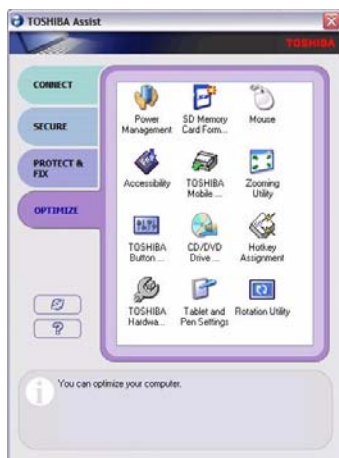 TOSHIBA Assist
TOSHIBA
CONNECT
SECURE
PROTECT &
FIX
OPTIMIZE
Power
Management
SD Memory
Card Form...
Mouse
Accessibility
TOSHIBA
Mobile ...
Zooming
Utility
TOSHIBA
Button ...
CD/DVD
Drive ...
Hotkey
Assignment
TOSHIBA
Hardwa...
Tablet and
Pen Settings
Rotation Utility
?
i
You can optimize your computer.